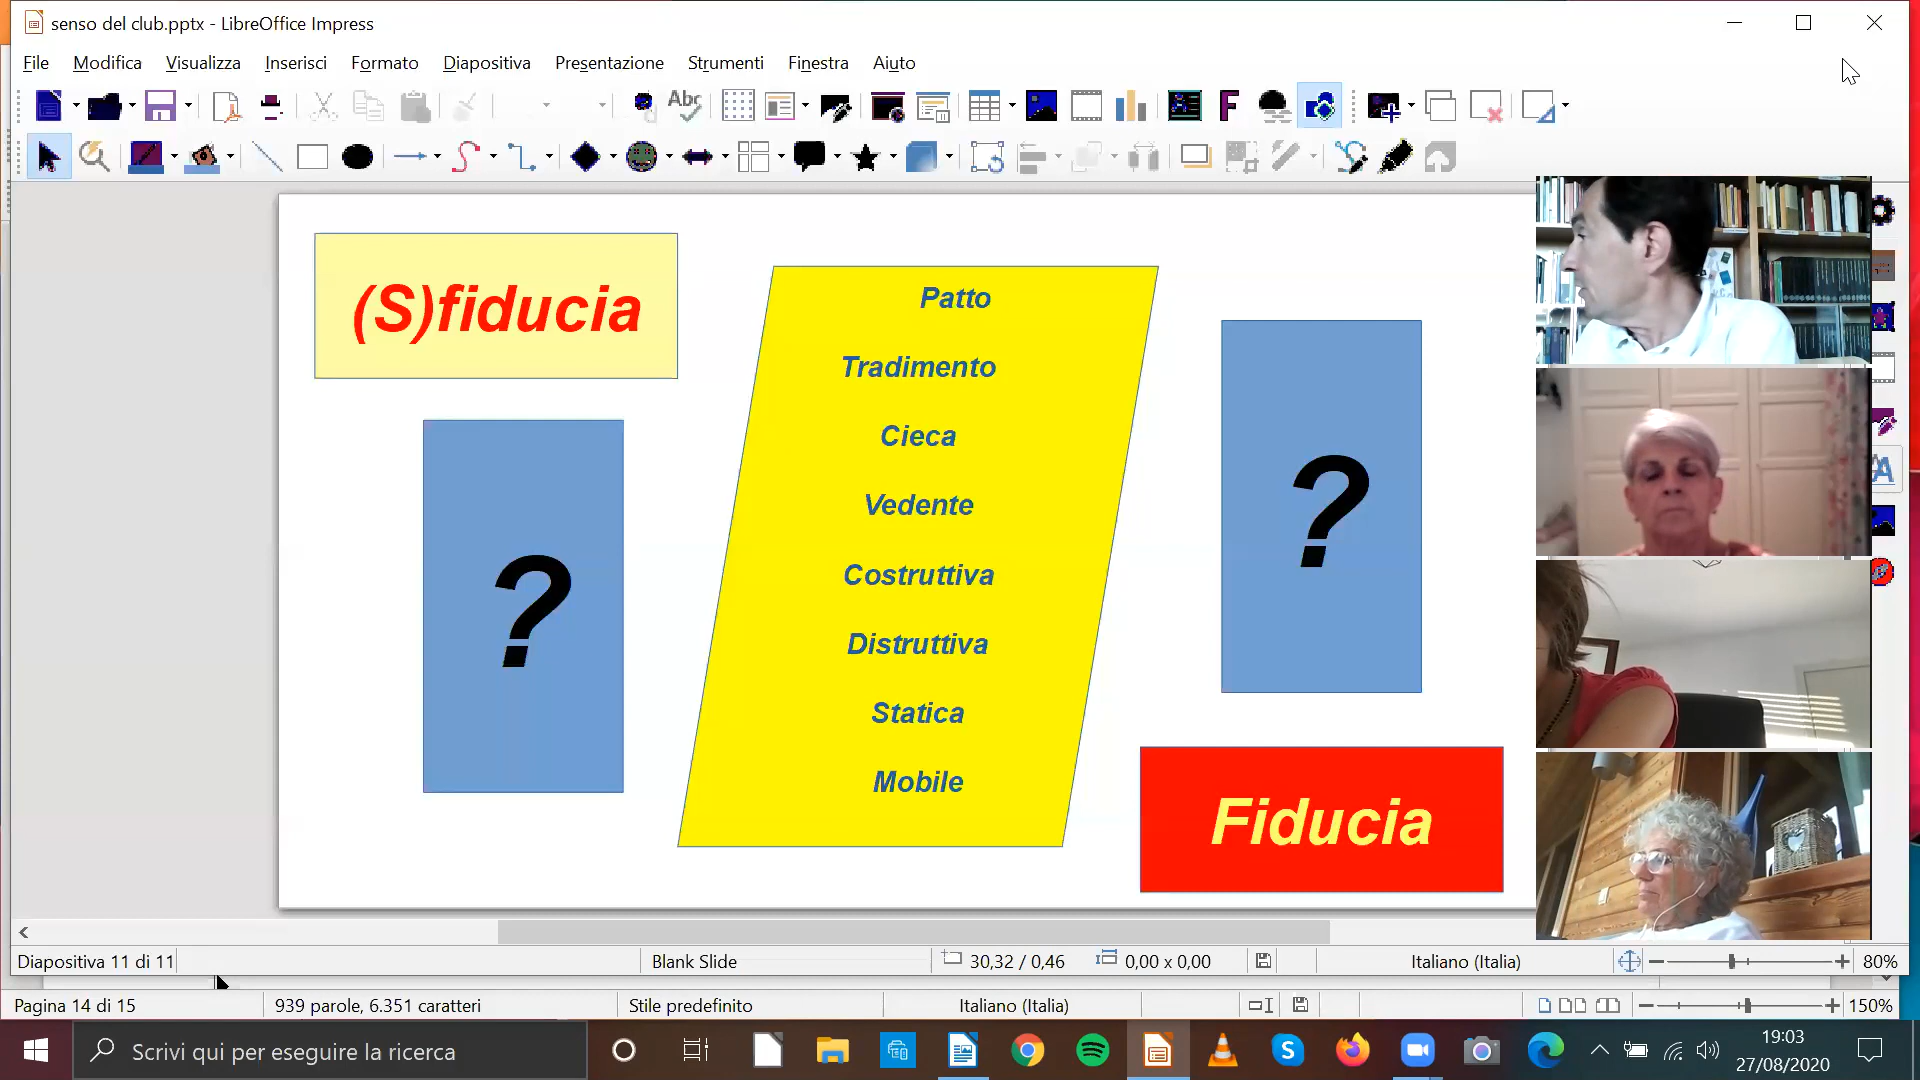 senso del club.pptx - LibreOffice Impress
File Modifica Visualizza Inserisci Formato Diapositiva Presentazione Strumenti Finestra Aiuto
(S)fiducia
?
Patto
Tradimento
Cieca
Vedente
Costruttiva
Distruttiva
Statica
Mobile
?
Fiducia
Diapositiva 11 di 11 Blank Slide 30,32 / 0,46 0,00 x 0,00 Italiano (Italia) 80%
Pagina 14 di 15 939 parole, 6.351 caratteri Stile predefinito Italiano (Italia) 150%
Scrivi qui per eseguire la ricerca
19:03
27/08/2020